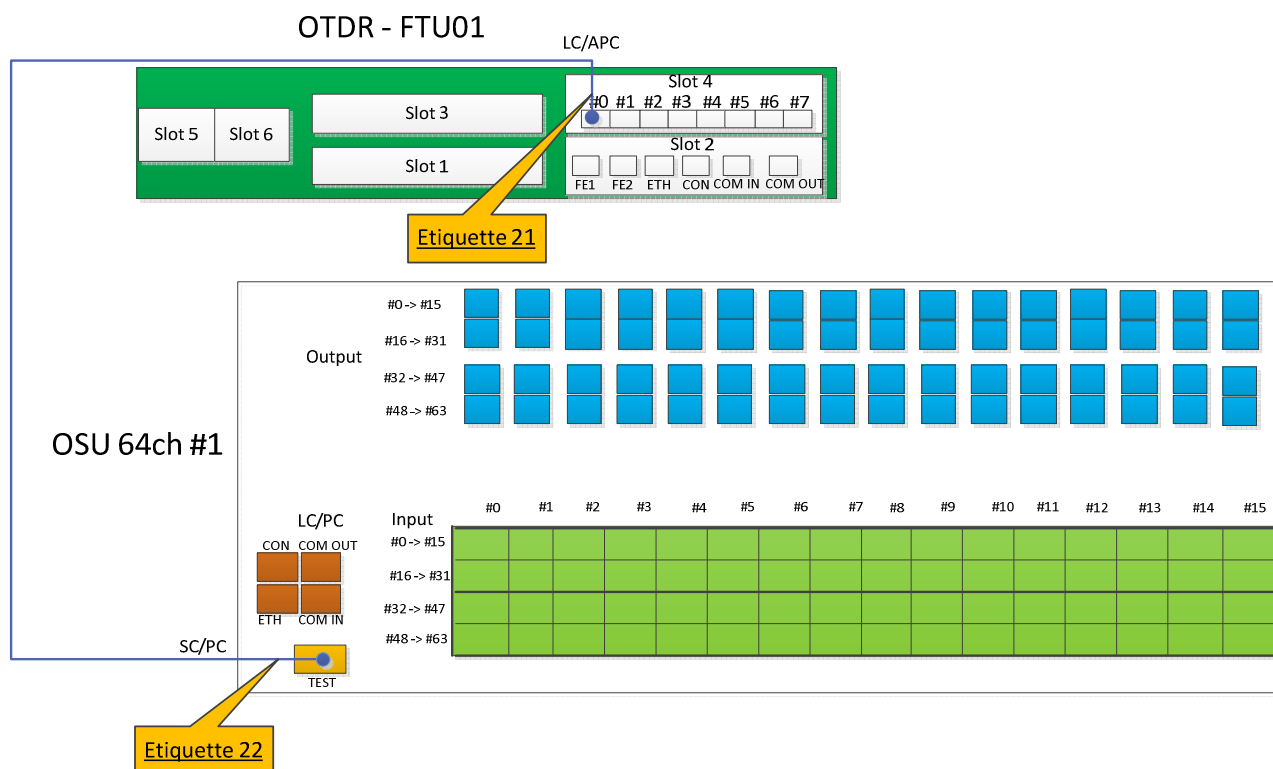 OTDR - FTU01
LC/APC
Slot 4
#0 #1 #2 #3 #4 #5 #6 #7
Slot 5 Slot 6
Slot 3
Slot 1
Slot 2
FE1 FE2 ETH CON COM IN COM OUT
Etiquette 21
Output
#0-> #15
#16-> #31
#32-> #47
#48-> #63
OSU 64ch #1
#0 #1 #2 #3 #4 #5 #6 #7 #8 #9 #10 #11 #12 #13 #14 #15
LC/PC
Input
CON COM OUT
ETH COM IN
#0-> #15
#16-> #31
#32-> #47
#48-> #63
SC/PC
TEST
Etiquette 22